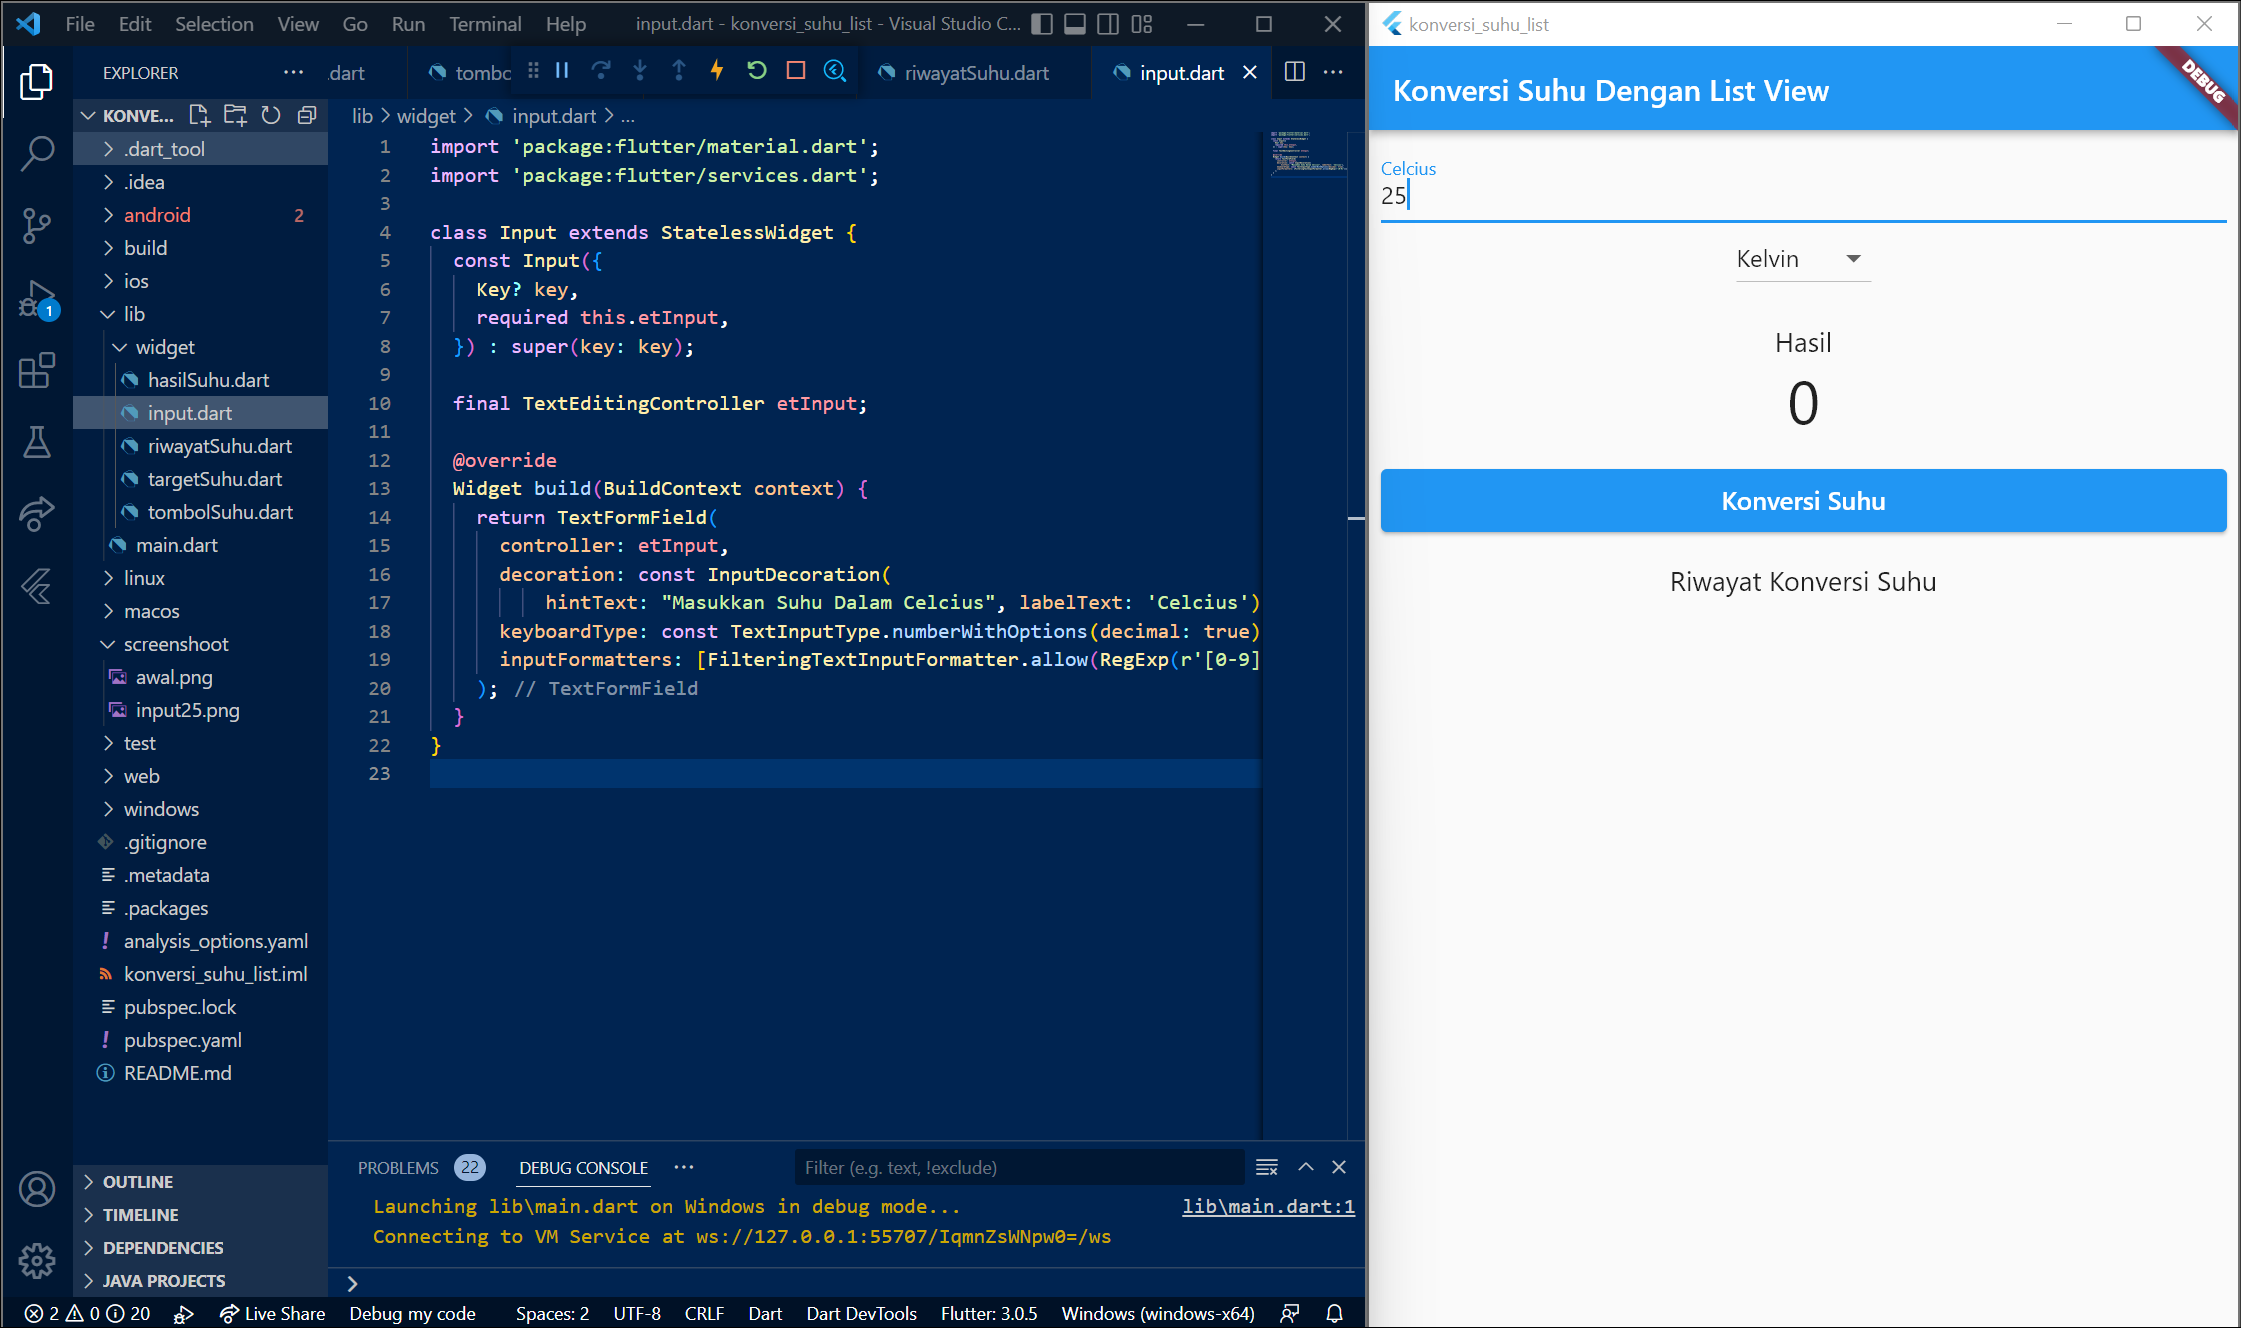 File Edit Selection View Go Run Terminal Help input.dart - konversi_suhu_list - Visual Studio C...
EXPLORER
.dart
tombo
riwayatSuhu.dart
input.dart
KONVE...
lib > widget > input.dart > ...
.dart_tool
.idea
android 2
build
ios
lib
widget
hasilSuhu.dart
input.dart
riwayatSuhu.dart
targetSuhu.dart
tombolSuhu.dart
main.dart
linux
macos
screenshoot
awal.png
input25.png
test
web
windows
.gitignore
.metadata
.packages
analysis_options.yaml
konversi_suhu_list.iml
pubspec.lock
pubspec.yaml
README.md
OUTLINE
TIMELINE
DEPENDENCIES
JAVA PROJECTS
1
1 import 'package:flutter/material.dart';
2 import 'package:flutter/services.dart';
3
4 class Input extends StatelessWidget {
5 const Input({
6 Key? key,
7 required this.etInput,
8 }) : super(key: key);
9
10 final TextEditingController etInput;
11
12 @override
13 Widget build(BuildContext context) {
14 return TextFormField(
15 controller: etInput,
16 decoration: const InputDecoration(
17 hintText: "Masukkan Suhu Dalam Celcius", labelText: 'Celcius')
18 keyboardType: const TextInputType.numberWithOptions(decimal: true)
19 inputFormatters: [FilteringTextInputFormatter.allow(RegExp(r'[0-9]
20 ); // TextFormField
21 }
22 }
23
PROBLEMS 22 DEBUG CONSOLE ... Filter (e.g. text, !exclude)
Launching lib\main.dart on Windows in debug mode... lib\main.dart:1
Connecting to VM Service at ws://127.0.0.1:55707/IqmnZsWNpw0=/ws
>
2 0 20 Live Share Debug my code Spaces: 2 UTF-8 CRLF Dart Dart DevTools Flutter: 3.0.5 Windows (windows-x64)
konversi_suhu_list
Konversi Suhu Dengan List View
DEBUG
Celcius
25
Kelvin
Hasil
0
Konversi Suhu
Riwayat Konversi Suhu